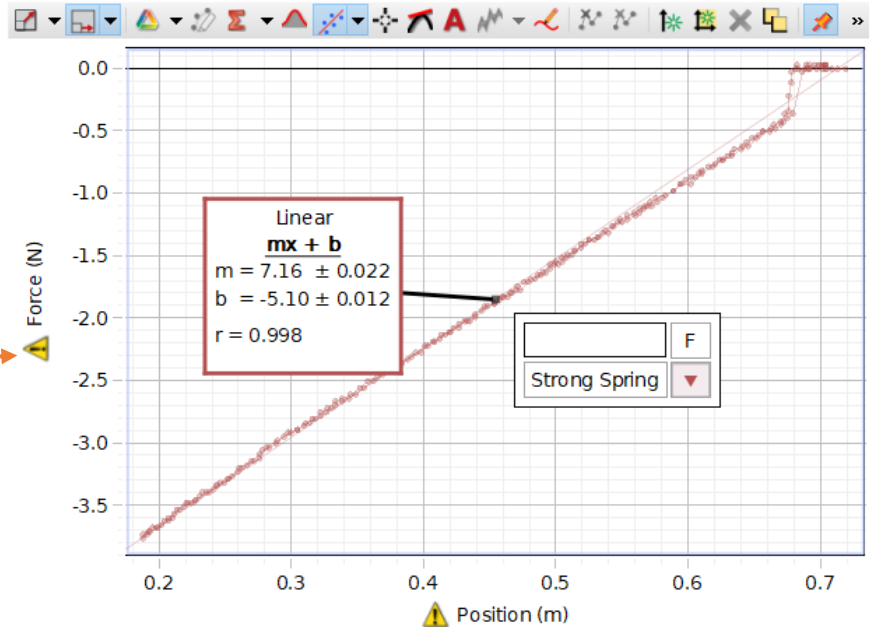 A
»
0.0
-0.5
-1.0
-1.5
-2.0
-2.5
-3.0
-3.5
Force (N)
Linear
mx + b
m = 7.16 ± 0.022
b = -5.10 ± 0.012
r = 0.998
F
Strong Spring
0.2 0.3 0.4 0.5 0.6 0.7
Position (m)